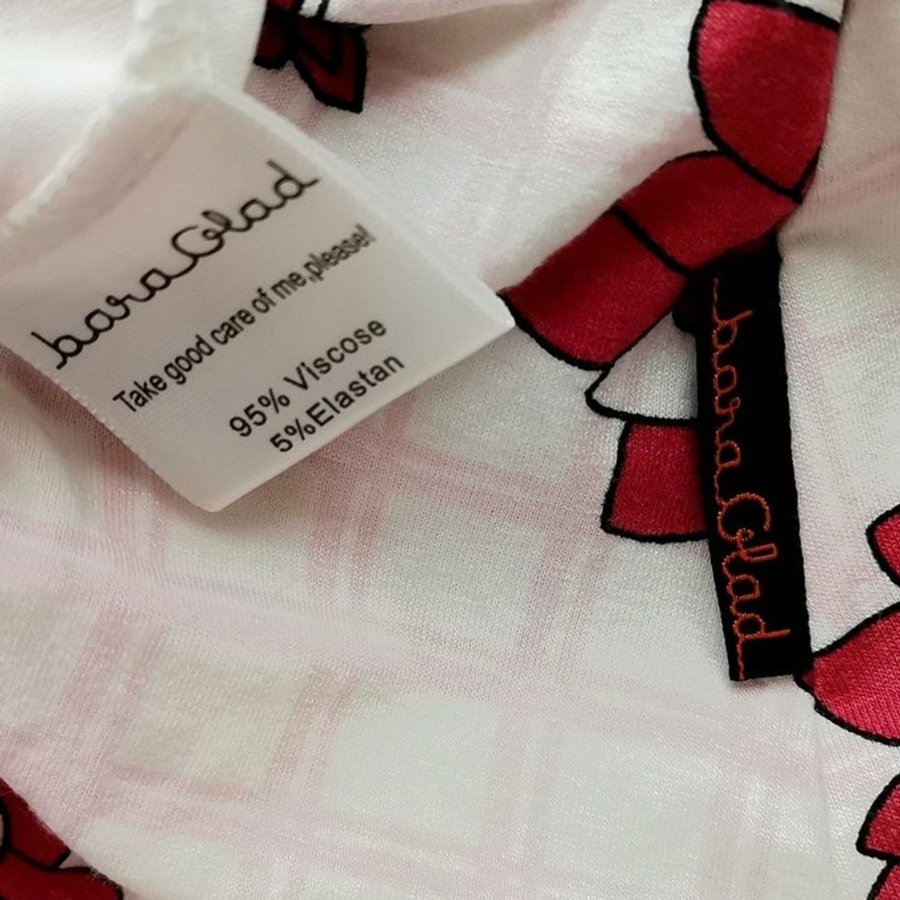 baraGlad
Take good care of me,please!
95% Viscose
5%Elastan
baraGlad